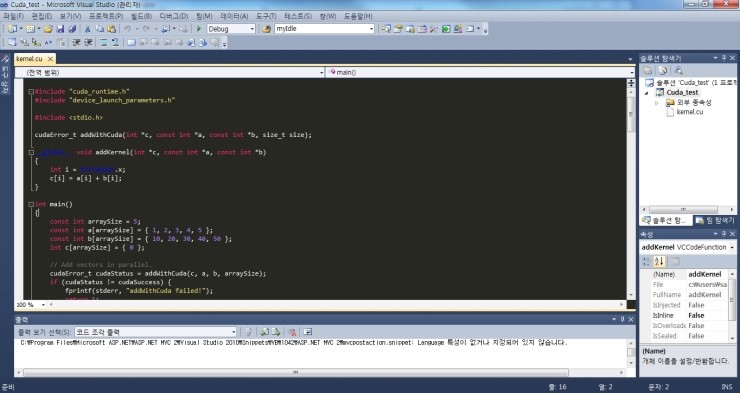 Cuda_test - Microsoft Visual Studio (관리자)
파일(F) 편집(E) 보기(V) 프로젝트(P) 빌드(B) 디버그(D) 팀(M) 데이터(A) 도구(T) 테스트(S) 창(W) 도움말(H)
Debug myIdle
kernel.cu
(전역 범위) main()
#include "cuda_runtime.h"
#include "device_launch_parameters.h"
#include <stdio.h>
cudaError_t addWithCuda(int *c, const int *a, const int *b, size_t size);
void addKernel(int *c, const int *a, const int *b)
{
int i = .x;
c[i] = a[i] + b[i];
}
int main()
{
const int arraySize = 5;
const int a[arraySize] = { 1, 2, 3, 4, 5 };
const int b[arraySize] = { 10, 20, 30, 40, 50 };
int c[arraySize] = { 0 };
// Add vectors in parallel.
cudaError_t cudaStatus = addWithCuda(c, a, b, arraySize);
if (cudaStatus != cudaSuccess) {
fprintf(stderr, "addWithCuda failed!");
return 1;
100 %
출력
출력 보기 선택(S): 코드 조각 출력
C:₩Program Files₩Microsoft ASP.NET₩ASP.NET MVC 2₩Visual Studio 2010₩Snippets₩VB₩1042₩ASP.NET MVC 2₩mvcpostaction.snippet: Language 특성이 없거나 지정되어 있지 않습니다.
솔루션 탐색기
솔루션 'Cuda_test' (1 프로젝
Cuda_test
외부 종속성
kernel.cu
솔루션 탐... 팀 탐색기
속성
addKernel VCCodeFunction
(Name) addKernel
File c:₩users₩sa
FullName addKernel
IsInjected False
IsInline False
IsOverloade False
IsSealed False
(Name)
개체 이름을 설정/반환합니다.
준비 줄: 16 열: 2 문자: 2 INS